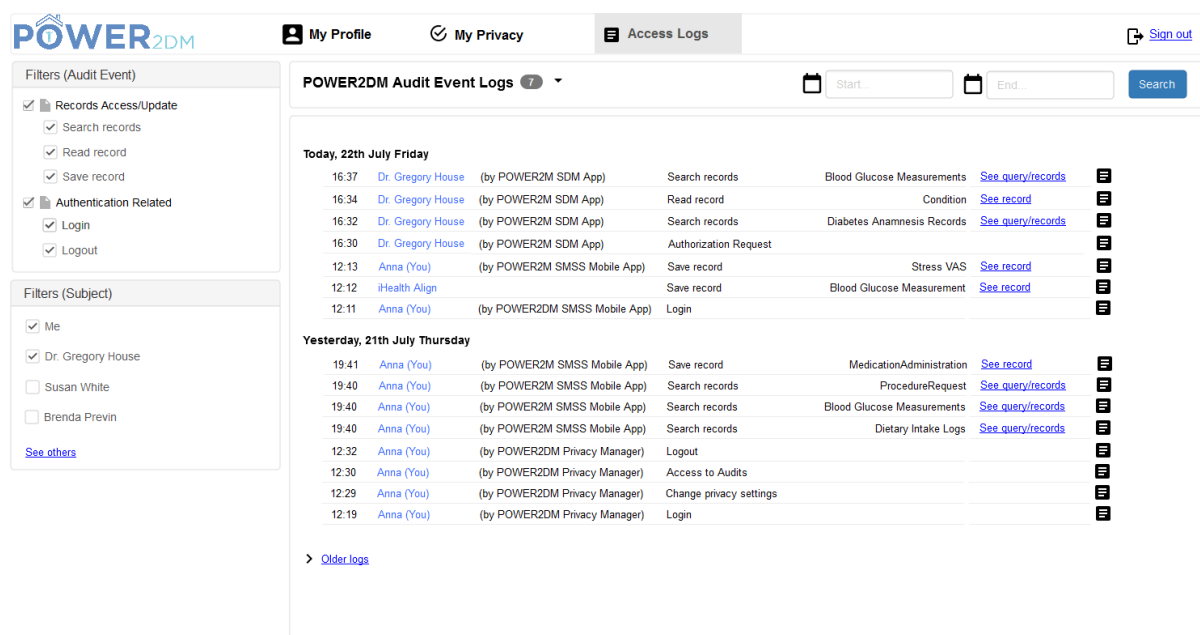 POWER2DM
My Profile
My Privacy
Access Logs
Sign out
Filters (Audit Event)
Records Access/Update
Search records
Read record
Save record
Authentication Related
Login
Logout
Filters (Subject)
Me
Dr. Gregory House
Susan White
Brenda Previn
See others
POWER2DM Audit Event Logs 7
Start...
End...
Search
Today, 22th July Friday
16:37 Dr. Gregory House (by POWER2M SDM App) Search records Blood Glucose Measurements See query/records
16:34 Dr. Gregory House (by POWER2M SDM App) Read record Condition See record
16:32 Dr. Gregory House (by POWER2M SDM App) Search records Diabetes Anamnesis Records See query/records
16:30 Dr. Gregory House (by POWER2M SDM App) Authorization Request
12:13 Anna (You) (by POWER2M SMSS Mobile App) Save record Stress VAS See record
12:12 iHealth Align Save record Blood Glucose Measurement See record
12:11 Anna (You) (by POWER2DM SMSS Mobile App) Login
Yesterday, 21th July Thursday
19:41 Anna (You) (by POWER2M SMSS Mobile App) Save record MedicationAdministration See record
19:40 Anna (You) (by POWER2M SMSS Mobile App) Search records ProcedureRequest See query/records
19:40 Anna (You) (by POWER2M SMSS Mobile App) Search records Blood Glucose Measurements See query/records
19:40 Anna (You) (by POWER2M SMSS Mobile App) Search records Dietary Intake Logs See query/records
12:32 Anna (You) (by POWER2DM Privacy Manager) Logout
12:30 Anna (You) (by POWER2DM Privacy Manager) Access to Audits
12:29 Anna (You) (by POWER2DM Privacy Manager) Change privacy settings
12:19 Anna (You) (by POWER2DM Privacy Manager) Login
Older logs